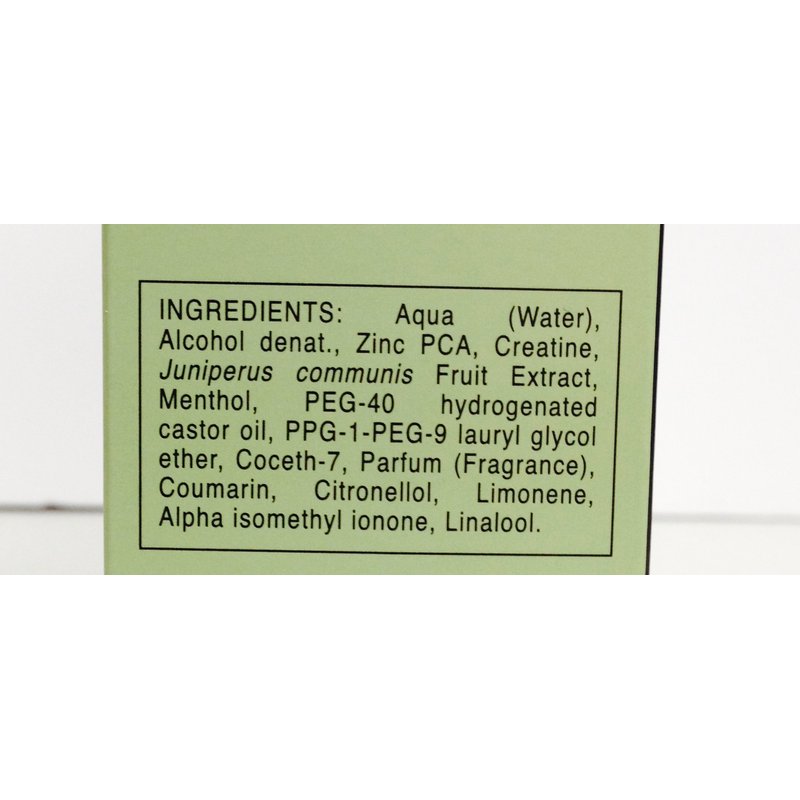 INGREDIENTS: Aqua (Water),
Alcohol denat., Zinc PCA, Creatine,
Juniperus communis Fruit Extract,
Menthol, PEG-40 hydrogenated
castor oil, PPG-1-PEG-9 lauryl glycol
ether, Coceth-7, Parfum (Fragrance),
Coumarin, Citronellol, Limonene,
Alpha isomethyl ionone, Linalool.